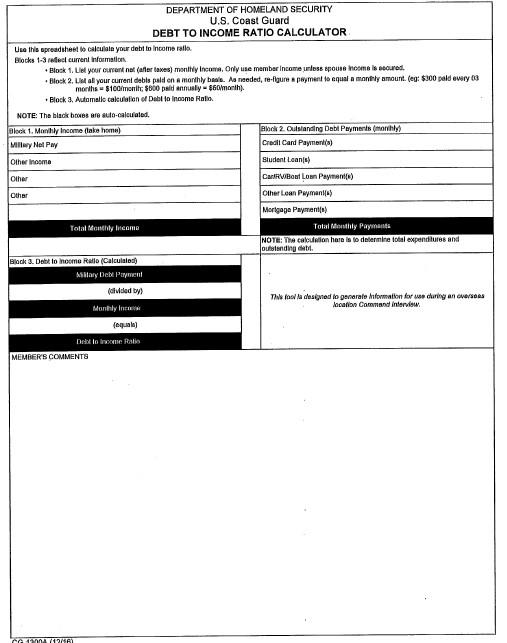 DEPARTMENT OF HOMELAND SECURITY
U.S. Coast Guard
DEBT TO INCOME RATIO CALCULATOR
Use this spreadsheet to calculate your debt to income ratio.
Blocks 1-3 reflect current information.
• Block 1. List your current net (after taxes) monthly income. Only use member income unless spouse income is secured.
• Block 2. List all your current debts paid on a monthly basis. As needed, re-figure a payment to equal a monthly amount. (eg: $300 paid every 03
months = $100/month; $600 paid annually = $50/month).
• Block 3. Automatic calculation of Debt to Income Ratio.
NOTE: The black boxes are auto-calculated.
Block 1. Monthly Income (take home)
Military Net Pay
Other Income
Other
Other
Total Monthly Income
Block 2. Outstanding Debt Payments (monthly)
Credit Card Payment(s)
Student Loan(s)
Car/RV/Boat Loan Payment(s)
Other Loan Payment(s)
Mortgage Payment(s)
Total Monthly Payments
NOTE: The calculation here is to determine total expenditures and
outstanding debt.
Block 3. Debt to Income Ratio (Calculated)
Military Debt Payment
(divided by)
Monthly Income
(equals)
Debt to Income Ratio
This tool is designed to generate information for use during an overseas
location Command Interview.
MEMBER'S COMMENTS
CG-1300A (12/16)